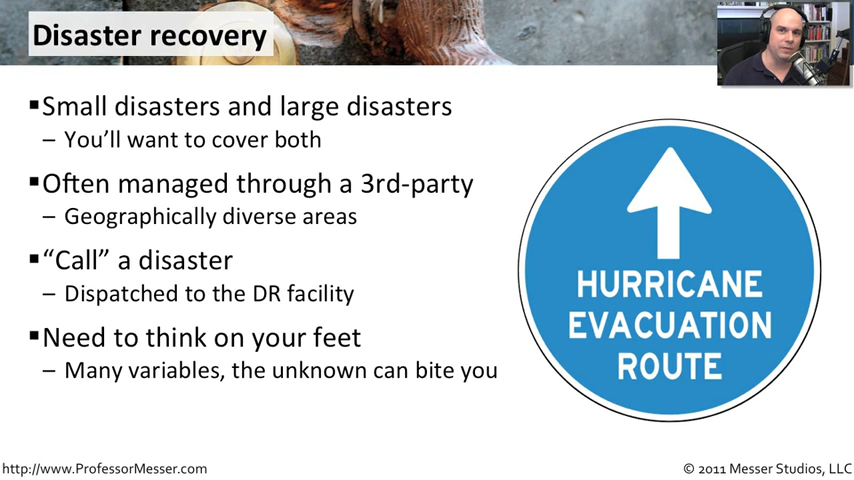 Disaster recovery
▪Small disasters and large disasters
– You’ll want to cover both
▪Often managed through a 3rd-party
– Geographically diverse areas
▪“Call” a disaster
– Dispatched to the DR facility
▪Need to think on your feet
– Many variables, the unknown can bite you
HURRICANE
EVACUATION
ROUTE
http://www.ProfessorMesser.com
© 2011 Messer Studios, LLC